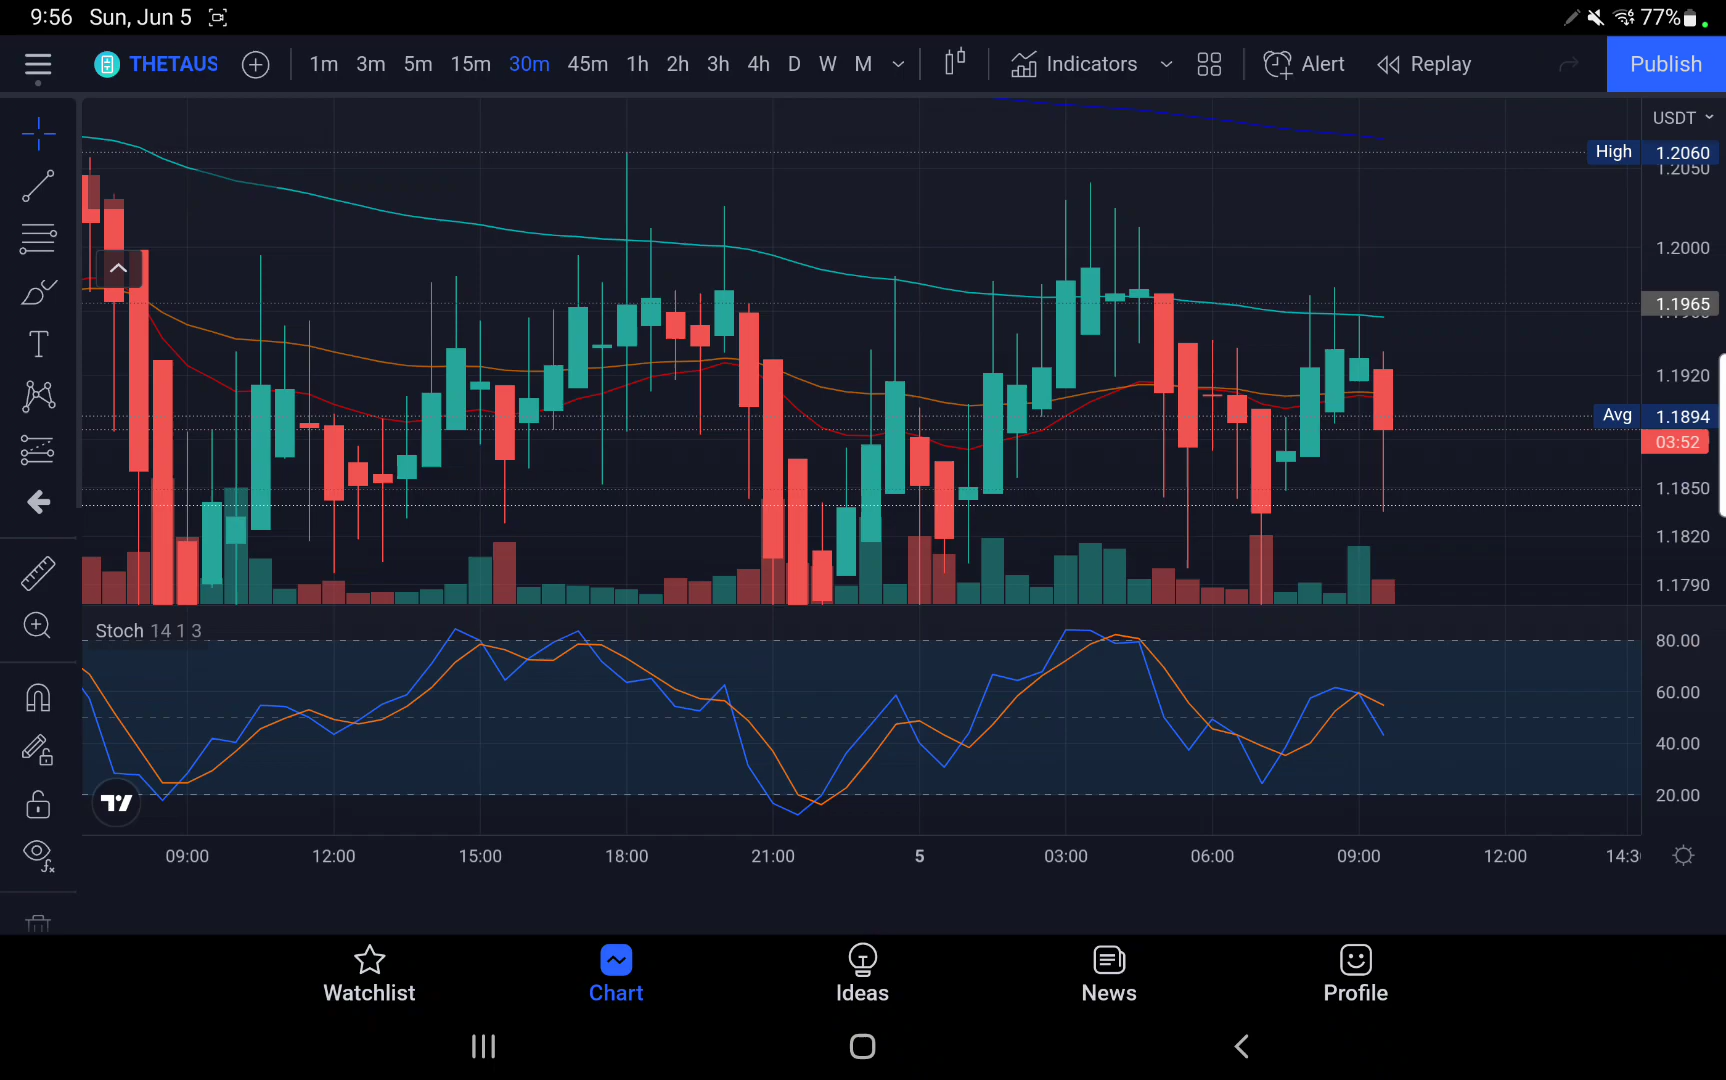 9:56 Sun, Jun 5 77%
THETAUS 1m 3m 5m 15m 30m 45m 1h 2h 3h 4h D W M Indicators Alert Replay Publish
USDT
High 1.2060
1.2050
1.2000
1.1965
1.1920
Avg 1.1894
03:52
1.1850
1.1820
1.1790
Stoch 14 1 3
80.00
60.00
40.00
20.00
09:00 12:00 15:00 18:00 21:00 5 03:00 06:00 09:00 12:00 14:3
Watchlist Chart Ideas News Profile